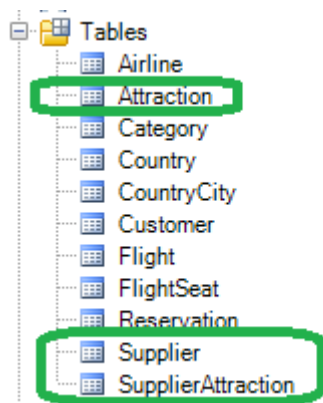 Tables
Airline
Attraction
Category
Country
CountryCity
Customer
Flight
FlightSeat
Reservation
Supplier
SupplierAttraction